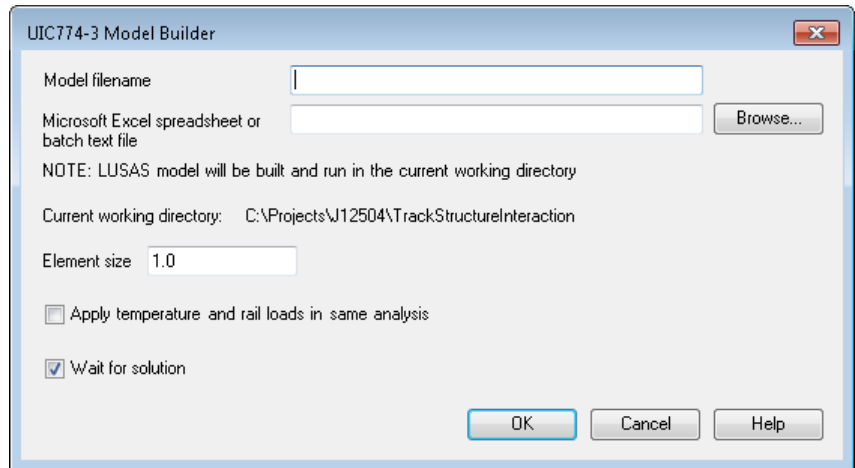 UIC774-3 Model Builder
Model filename
Microsoft Excel spreadsheet or
batch text file
Browse...
NOTE: LUSAS model will be built and run in the current working directory
Current working directory: C:\Projects\J12504\TrackStructureInteraction
Element size 1.0
Apply temperature and rail loads in same analysis
Wait for solution
OK Cancel Help